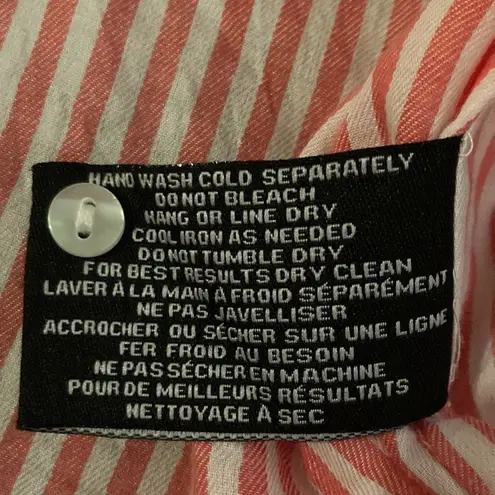 HAND WASH COLD SEPARATELY
DO NOT BLEACH
HANG OR LINE DRY
COOL IRON AS NEEDED
DO NOT TUMBLE DRY
FOR BEST RESULTS DRY CLEAN
LAVER À LA MAIN À FROID SÉPARÉMENT
NE PAS JAVELLISER
ACCROCHER OU SÉCHER SUR UNE LIGNE
FER FROID AU BESOIN
NE PAS SÉCHER EN MACHINE
POUR DE MEILLEURS RÉSULTATS
NETTOYAGE À SEC